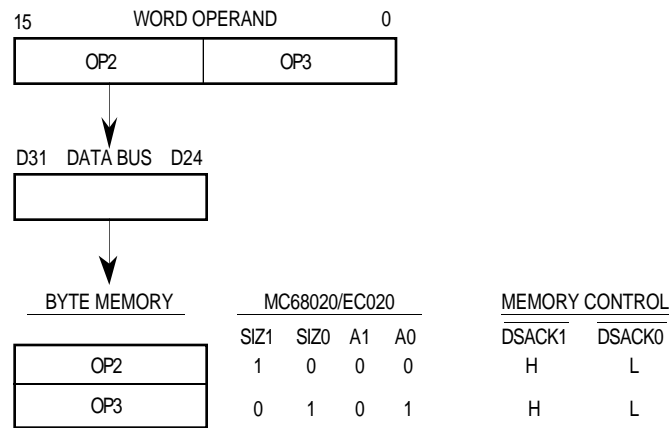 15 WORD OPERAND 0
OP2 OP3
D31 DATA BUS D24
BYTE MEMORY MC68020/EC020 MEMORY CONTROL
SIZ1 SIZ0 A1 A0 DSACK1 DSACK0
OP2 1 0 0 0 H L
OP3 0 1 0 1 H L